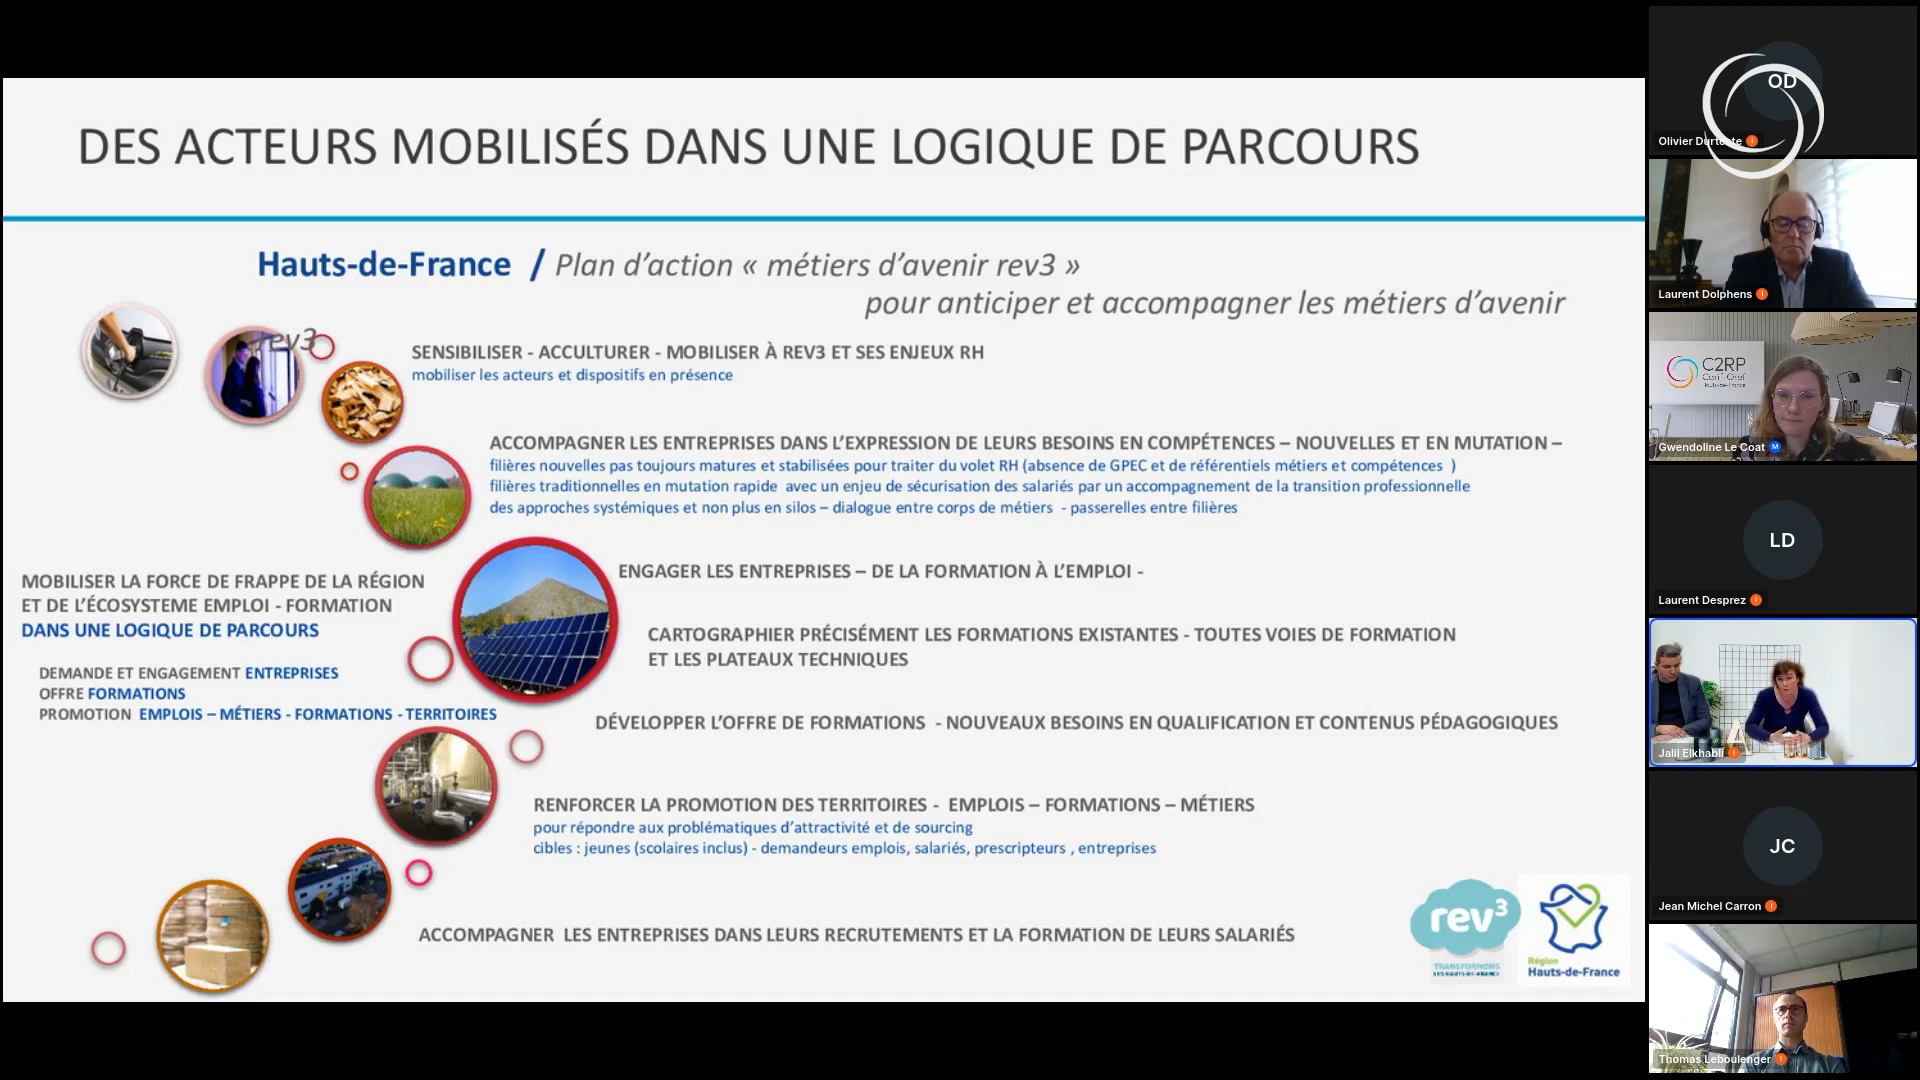 DES ACTEURS MOBILISÉS DANS UNE LOGIQUE DE PARCOURS
Hauts-de-France / Plan d'action « métiers d'avenir rev3 »
pour anticiper et accompagner les métiers d'avenir
rev3
SENSIBILISER - ACCULTURER - MOBILISER À REV3 ET SES ENJEUX RH
mobiliser les acteurs et dispositifs en présence
ACCOMPAGNER LES ENTREPRISES DANS L'EXPRESSION DE LEURS BESOINS EN COMPÉTENCES – NOUVELLES ET EN MUTATION –
filières nouvelles pas toujours matures et stabilisées pour traiter du volet RH (absence de GPEC et de référentiels métiers et compétences )
filières traditionnelles en mutation rapide avec un enjeu de sécurisation des salariés par un accompagnement de la transition professionnelle
des approches systémiques et non plus en silos – dialogue entre corps de métiers - passerelles entre filières
MOBILISER LA FORCE DE FRAPPE DE LA RÉGION
ET DE L'ÉCOSYSTEME EMPLOI - FORMATION
DANS UNE LOGIQUE DE PARCOURS
DEMANDE ET ENGAGEMENT ENTREPRISES
OFFRE FORMATIONS
PROMOTION EMPLOIS – MÉTIERS - FORMATIONS - TERRITOIRES
ENGAGER LES ENTREPRISES – DE LA FORMATION À L'EMPLOI -
CARTOGRAPHIER PRÉCISÉMENT LES FORMATIONS EXISTANTES - TOUTES VOIES DE FORMATION
ET LES PLATEAUX TECHNIQUES
DÉVELOPPER L'OFFRE DE FORMATIONS - NOUVEAUX BESOINS EN QUALIFICATION ET CONTENUS PÉDAGOGIQUES
RENFORCER LA PROMOTION DES TERRITOIRES - EMPLOIS – FORMATIONS – MÉTIERS
pour répondre aux problématiques d'attractivité et de sourcing
cibles : jeunes (scolaires inclus) - demandeurs emplois, salariés, prescripteurs , entreprises
ACCOMPAGNER LES ENTREPRISES DANS LEURS RECRUTEMENTS ET LA FORMATION DE LEURS SALARIÉS
rev3
TRANSFORMONS
LES HAUTS-DE-FRANCE
Région
Hauts-de-France
OD
Olivier
Laurent Dolphens
C2RP
Carif-Oref
Hauts-de-France
Gwendoline Le Coat
M
LD
Laurent Desprez
Jalil Elkhabli
JC
Jean Michel Carron
Thomas Leboulenger